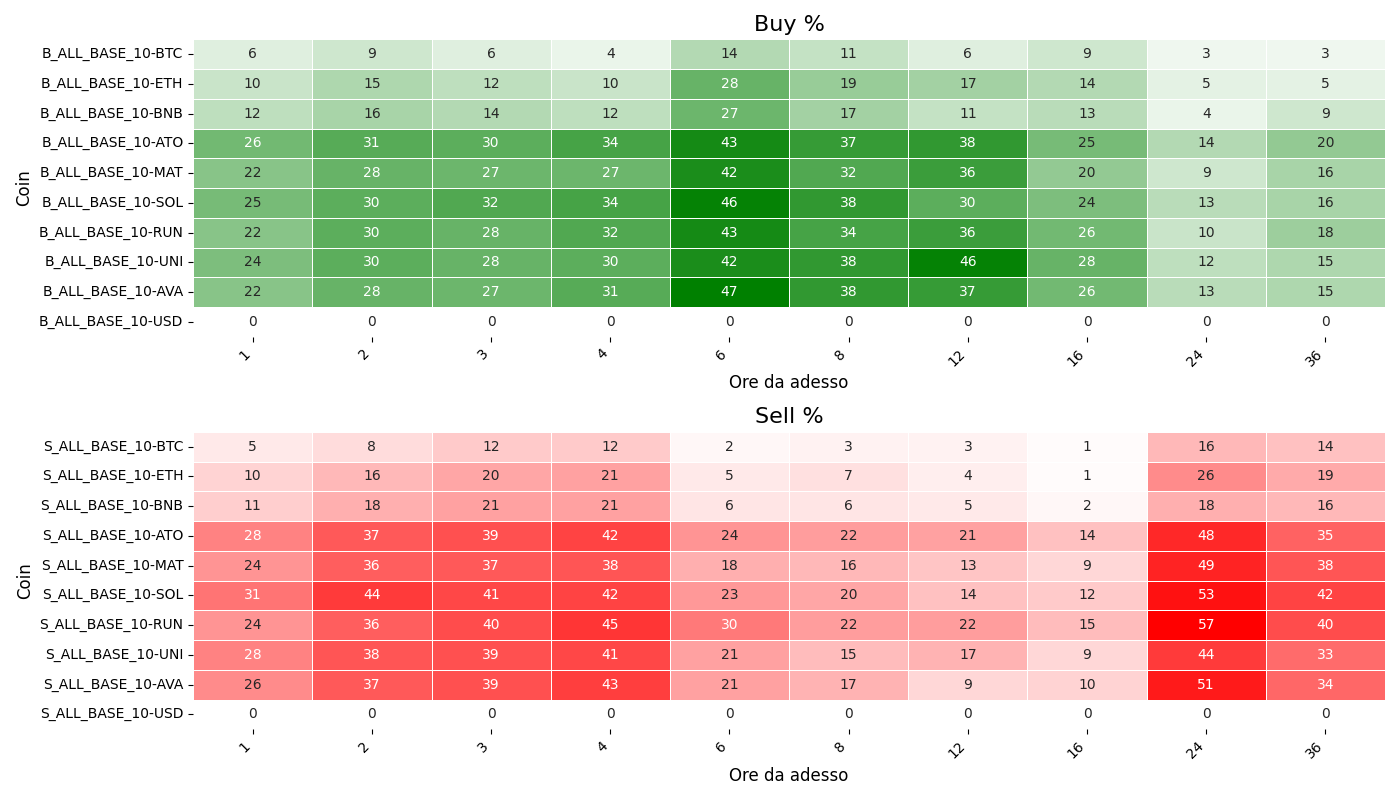 Buy %
Coin
B_ALL_BASE_10-BTC 6 9 6 4 14 11 6 9 3 3
B_ALL_BASE_10-ETH 10 15 12 10 28 19 17 14 5 5
B_ALL_BASE_10-BNB 12 16 14 12 27 17 11 13 4 9
B_ALL_BASE_10-ATO 26 31 30 34 43 37 38 25 14 20
B_ALL_BASE_10-MAT 22 28 27 27 42 32 36 20 9 16
B_ALL_BASE_10-SOL 25 30 32 34 46 38 30 24 13 16
B_ALL_BASE_10-RUN 22 30 28 32 43 34 36 26 10 18
B_ALL_BASE_10-UNI 24 30 28 30 42 38 46 28 12 15
B_ALL_BASE_10-AVA 22 28 27 31 47 38 37 26 13 15
B_ALL_BASE_10-USD 0 0 0 0 0 0 0 0 0 0
1 2 3 4 6 8 12 16 24 36
Ore da adesso
Sell %
Coin
S_ALL_BASE_10-BTC 5 8 12 12 2 3 3 1 16 14
S_ALL_BASE_10-ETH 10 16 20 21 5 7 4 1 26 19
S_ALL_BASE_10-BNB 11 18 21 21 6 6 5 2 18 16
S_ALL_BASE_10-ATO 28 37 39 42 24 22 21 14 48 35
S_ALL_BASE_10-MAT 24 36 37 38 18 16 13 9 49 38
S_ALL_BASE_10-SOL 31 44 41 42 23 20 14 12 53 42
S_ALL_BASE_10-RUN 24 36 40 45 30 22 22 15 57 40
S_ALL_BASE_10-UNI 28 38 39 41 21 15 17 9 44 33
S_ALL_BASE_10-AVA 26 37 39 43 21 17 9 10 51 34
S_ALL_BASE_10-USD 0 0 0 0 0 0 0 0 0 0
1 2 3 4 6 8 12 16 24 36
Ore da adesso